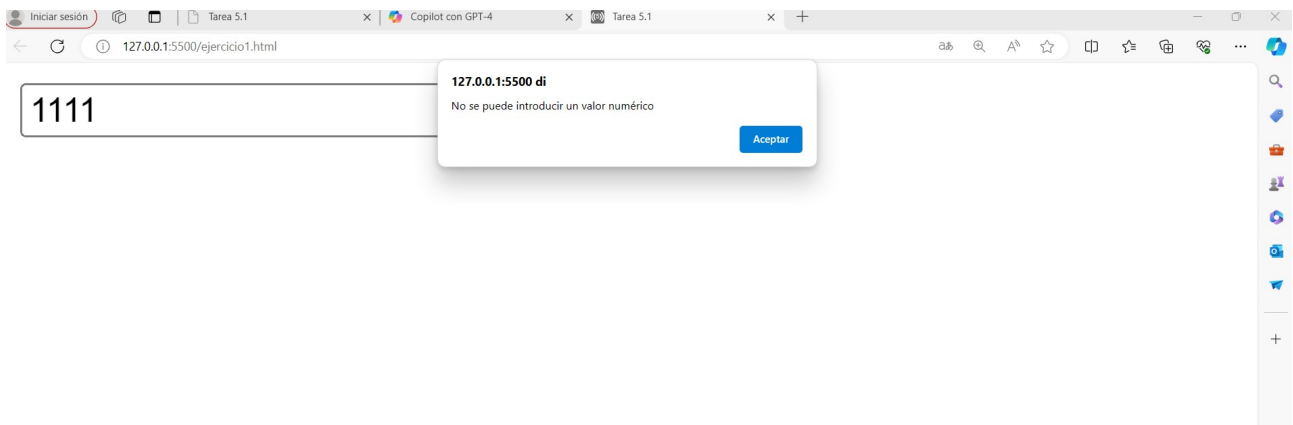 Iniciar sesión Tarea 5.1 Copilot con GPT-4 Tarea 5.1
127.0.0.1:5500/ejercicio1.html
127.0.0.1:5500 di
No se puede introducir un valor numérico
Aceptar
1111